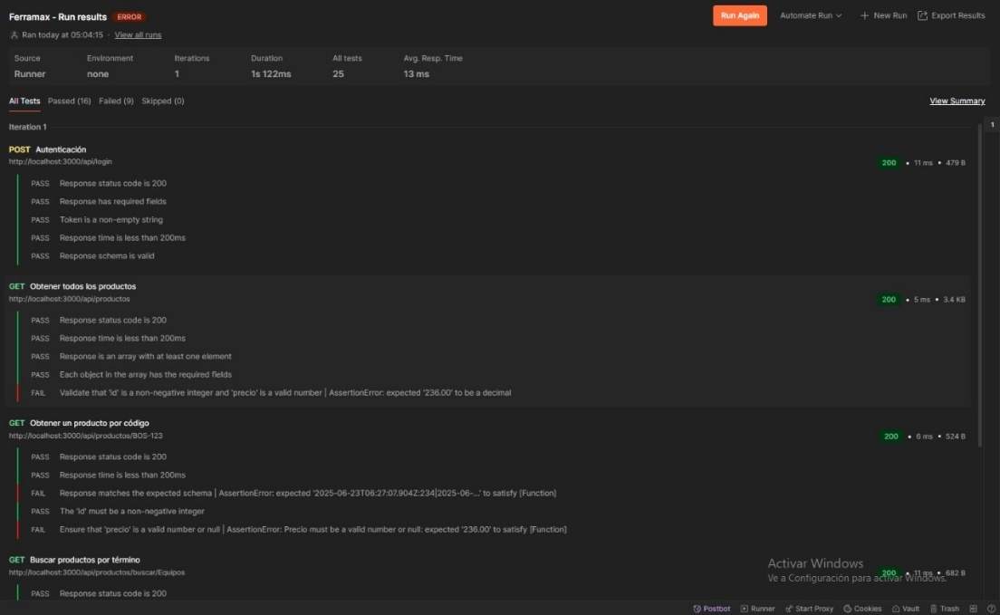 Ferramax - Run results ERROR
Run Again Automate Run New Run Export Results
Ran today at 05:04:15 · View all runs
Source Environment Iterations Duration All tests Avg. Resp. Time
Runner none 1 1s 122ms 25 13 ms
All Tests Passed (16) Failed (9) Skipped (0) View Summary
Iteration 1 1
POST Autenticación
http://localhost:3000/api/login 200 • 11 ms • 479 B
PASS Response status code is 200
PASS Response has required fields
PASS Token is a non-empty string
PASS Response time is less than 200ms
PASS Response schema is valid
GET Obtener todos los productos
http://localhost:3000/api/productos 200 • 5 ms • 3.4 KB
PASS Response status code is 200
PASS Response time is less than 200ms
PASS Response is an array with at least one element
PASS Each object in the array has the required fields
FAIL Validate that 'id' is a non-negative integer and 'precio' is a valid number | AssertionError: expected '236.00' to be a decimal
GET Obtener un producto por código
http://localhost:3000/api/productos/BOS-123 200 • 6 ms • 524 B
PASS Response status code is 200
PASS Response time is less than 200ms
FAIL Response matches the expected schema | AssertionError: expected '2025-06-23T06:27:07.904Z:234|2025-06-...' to satisfy [Function]
PASS The 'id' must be a non-negative integer
FAIL Ensure that 'precio' is a valid number or null | AssertionError: Precio must be a valid number or null: expected '236.00' to satisfy [Function]
GET Buscar productos por término
http://localhost:3000/api/productos/buscar/Equipos 200 • 11 ms • 682 B
Activar Windows
Ve a Configuración para activar Windows.
PASS Response status code is 200
Postbot Runner Start Proxy Cookies Vault Trash